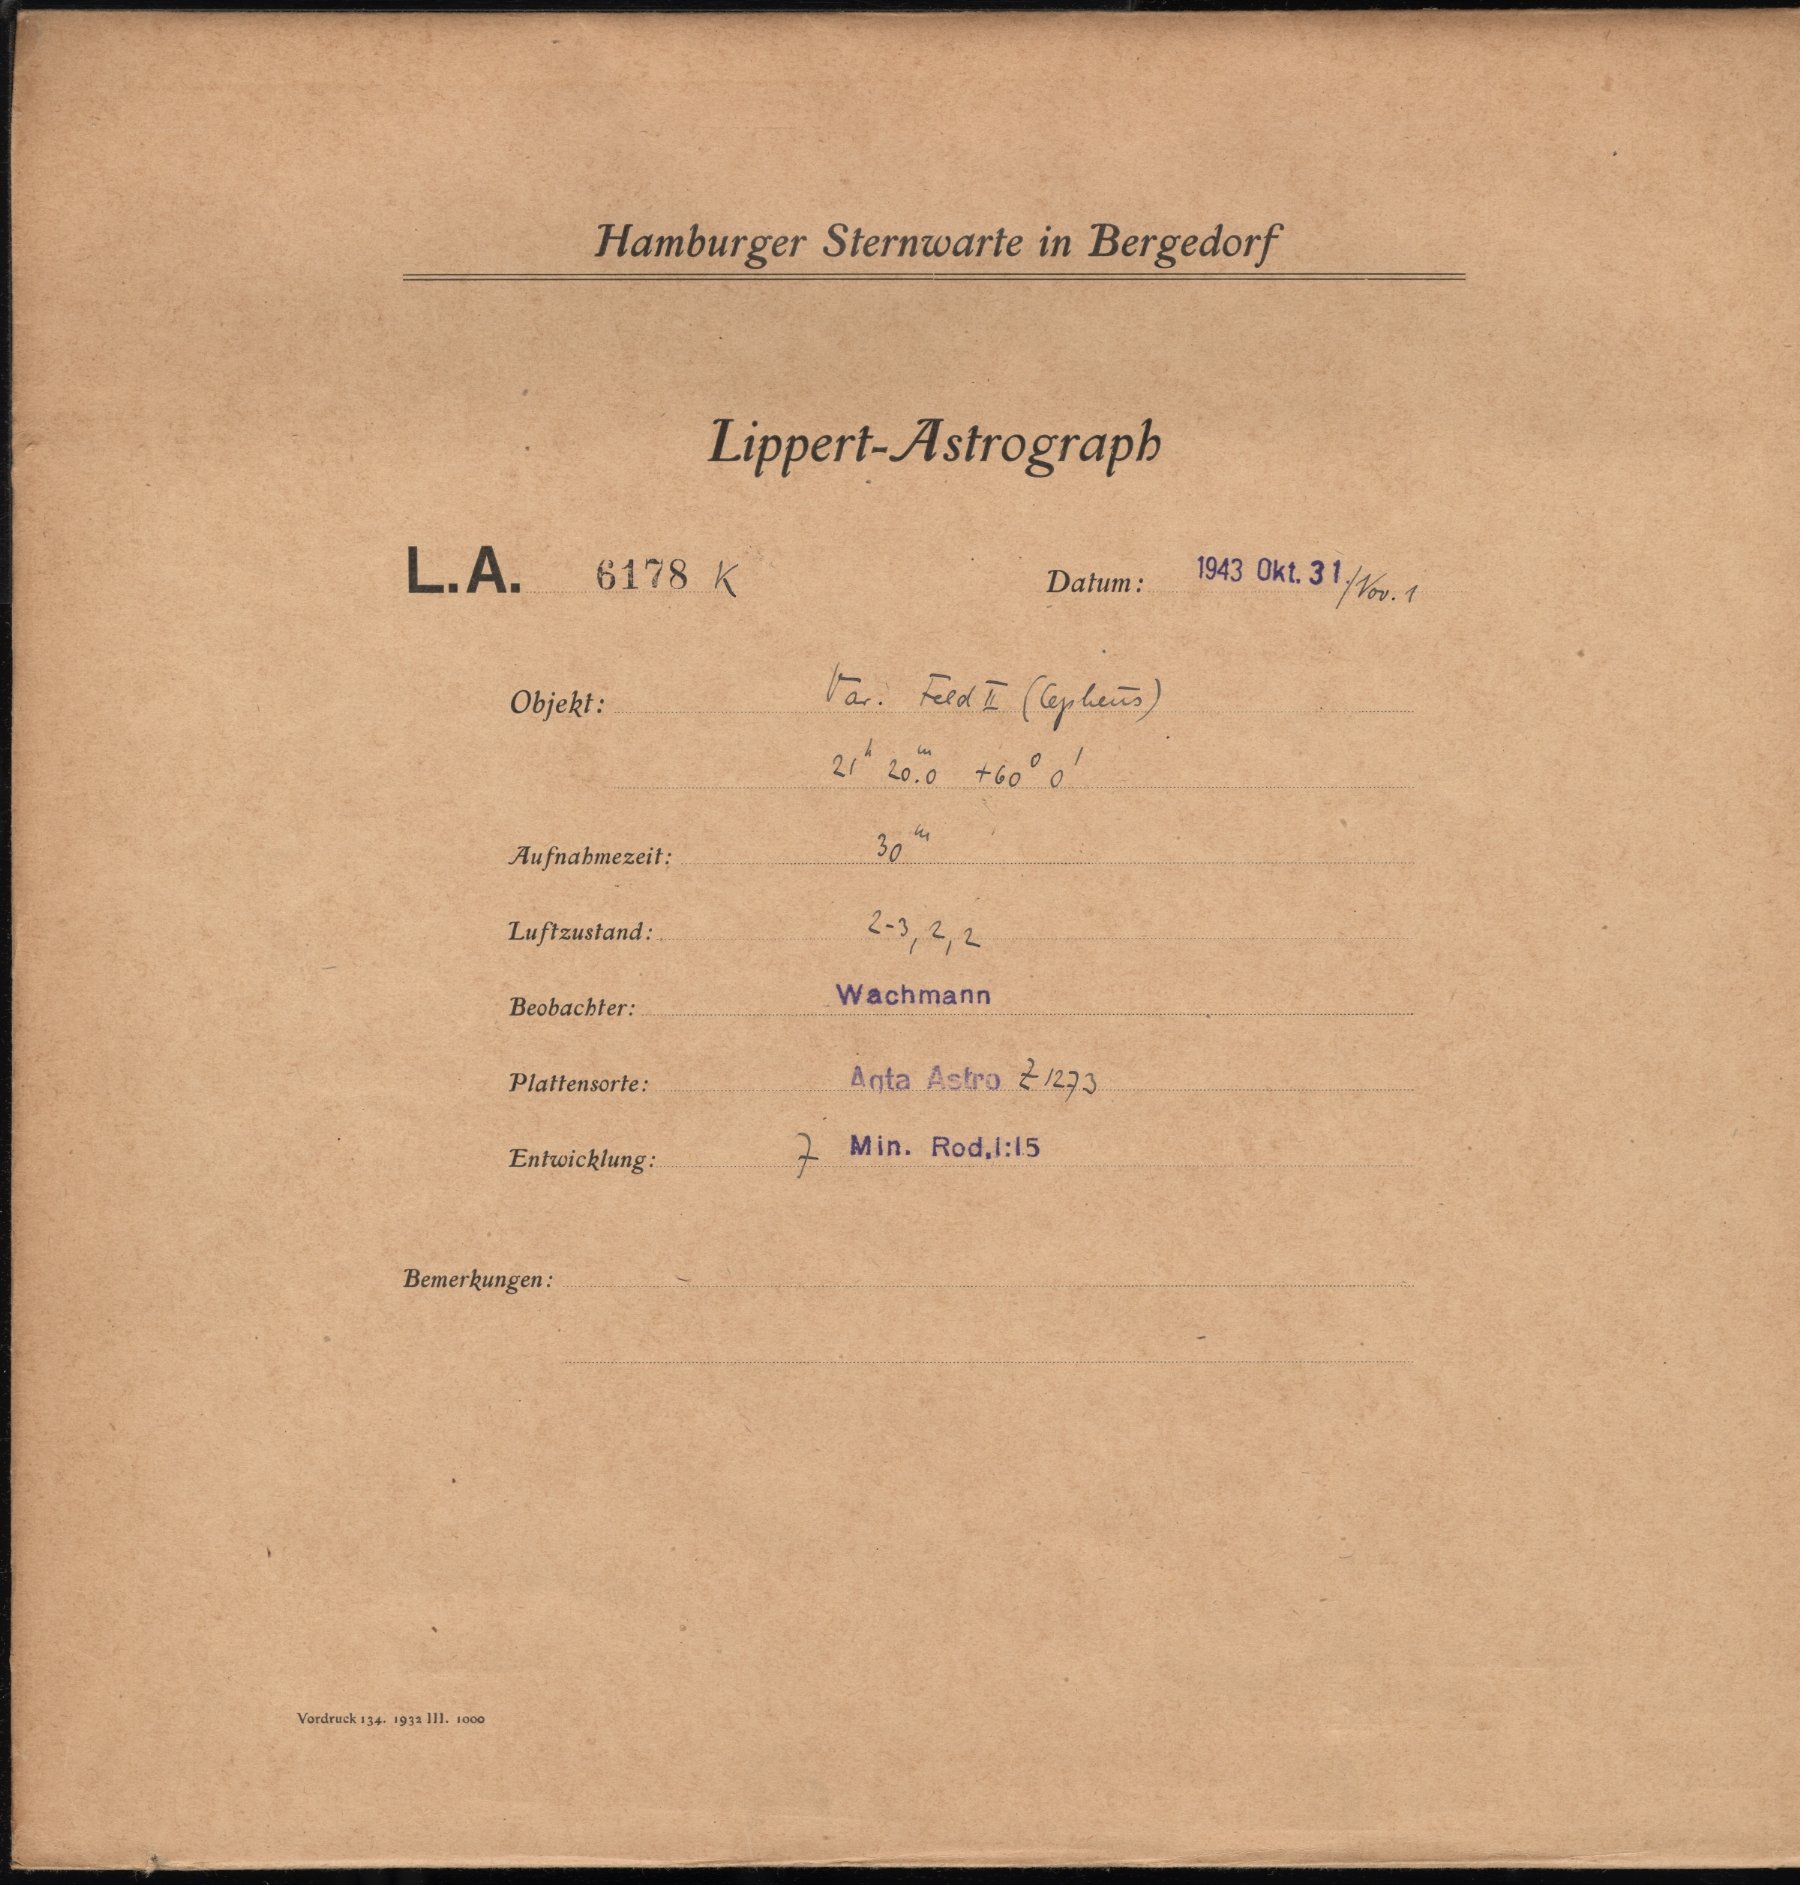 Hamburger Sternwarte in Bergedorf
Lippert-Astrograph
L.A. 6178 K Datum: 1943 Okt. 31./Nov. 1
Objekt: Var. Feld II (Cepheus)
21h 20m.0 +60° 0'
Aufnahmezeit: 30m
Luftzustand: 2-3, 2, 2
Beobachter: Wachmann
Plattensorte: Agfa Astro Z 1273
Entwicklung: 7 Min. Rod. 1:15
Bemerkungen:
Vordruck 134. 1932 III. 1000